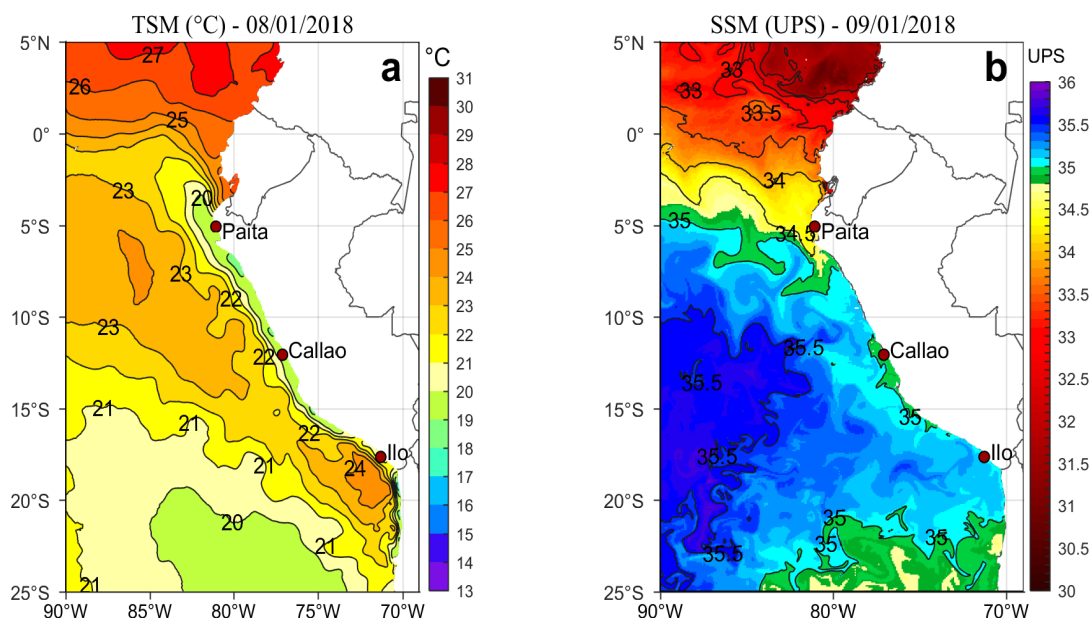 TSM (°C) - 08/01/2018
5°N
0°
5°S
10°S
15°S
20°S
25°S
90°W
85°W
80°W
75°W
70°W
a
27
26
25
23
20
Paita
23
22
23
22
Callao
21
21
22
21
24
Ilo
20
21
21
°C
31
30
29
28
27
26
25
24
23
22
21
20
19
18
17
16
15
14
13
SSM (UPS) - 09/01/2018
5°N
0°
5°S
10°S
15°S
20°S
25°S
90°W
80°W
70°W
b
33
33
33.5
34
35
34.5
Paita
35.5
Callao
35.5
35
35.5
Ilo
35
35
35
35.5
UPS
36
35.5
35
34.5
34
33.5
33
32.5
32
31.5
31
30.5
30